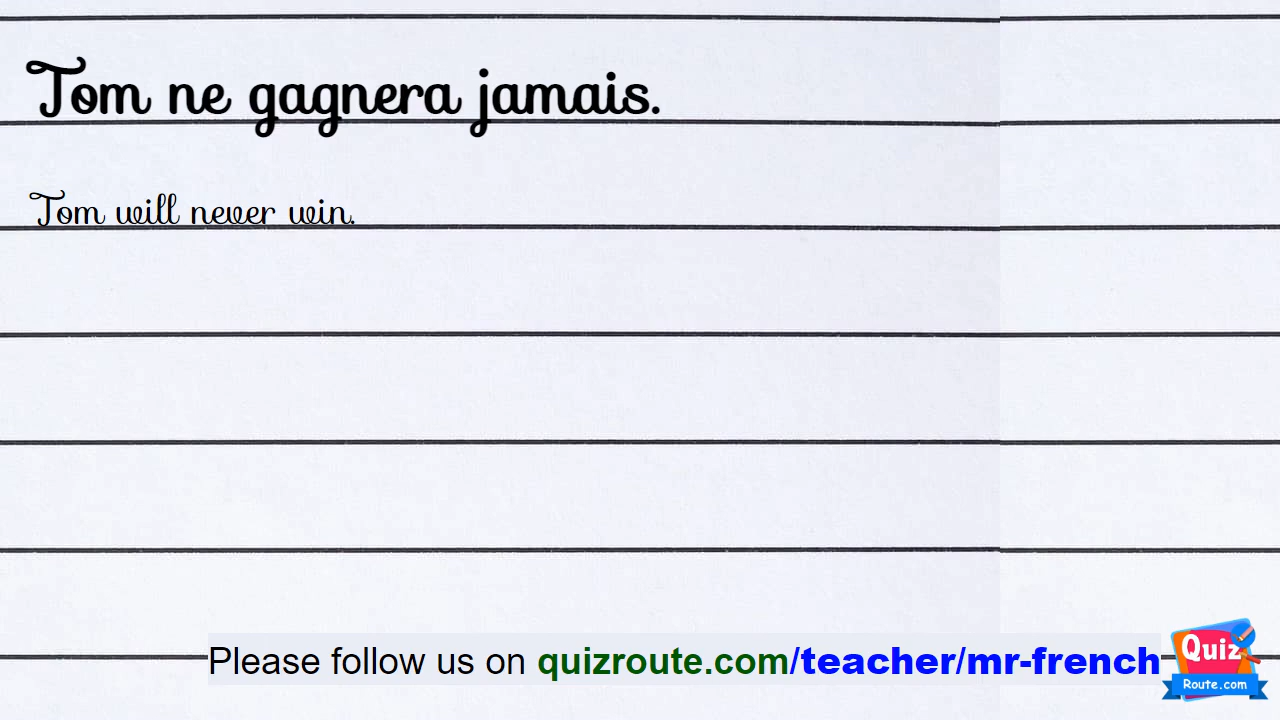 Tom ne gagnera jamais.
Tom will never win.
Please follow us on quizroute.com/teacher/mr-french
Quiz
Route.com